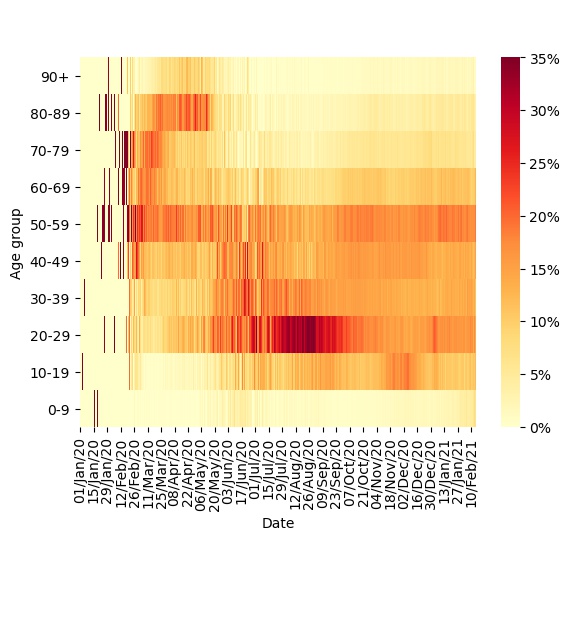 90+
80-89
70-79
60-69
50-59
40-49
30-39
20-29
10-19
0-9
Age group
01/Jan/20
15/Jan/20
29/Jan/20
12/Feb/20
26/Feb/20
11/Mar/20
25/Mar/20
08/Apr/20
22/Apr/20
06/May/20
20/May/20
03/Jun/20
17/Jun/20
01/Jul/20
15/Jul/20
29/Jul/20
12/Aug/20
26/Aug/20
09/Sep/20
23/Sep/20
07/Oct/20
21/Oct/20
04/Nov/20
18/Nov/20
02/Dec/20
16/Dec/20
30/Dec/20
13/Jan/21
27/Jan/21
10/Feb/21
Date
35%
30%
25%
20%
15%
10%
5%
0%